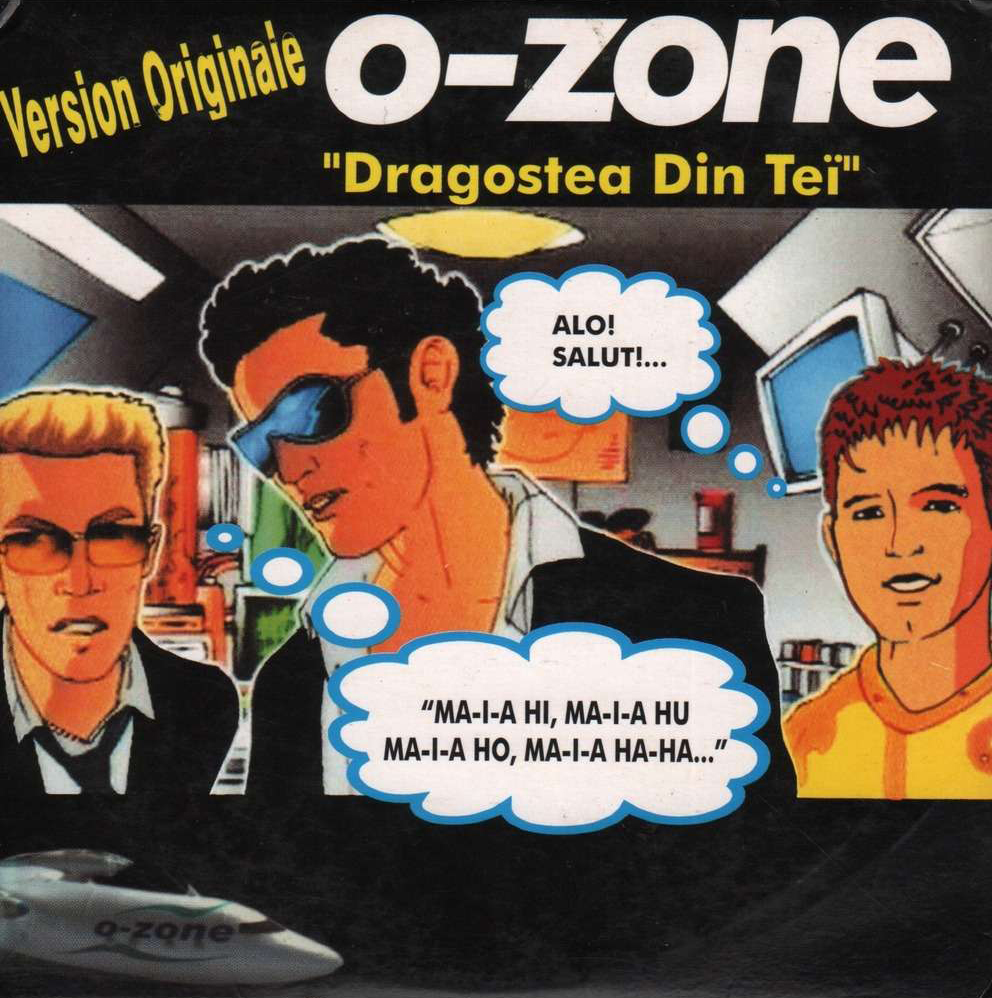 Version Originale
o-zone
"Dragostea Din Teï"
ALO!
SALUT!...
“MA-I-A HI, MA-I-A HU
MA-I-A HO, MA-I-A HA-HA...”
o-zone